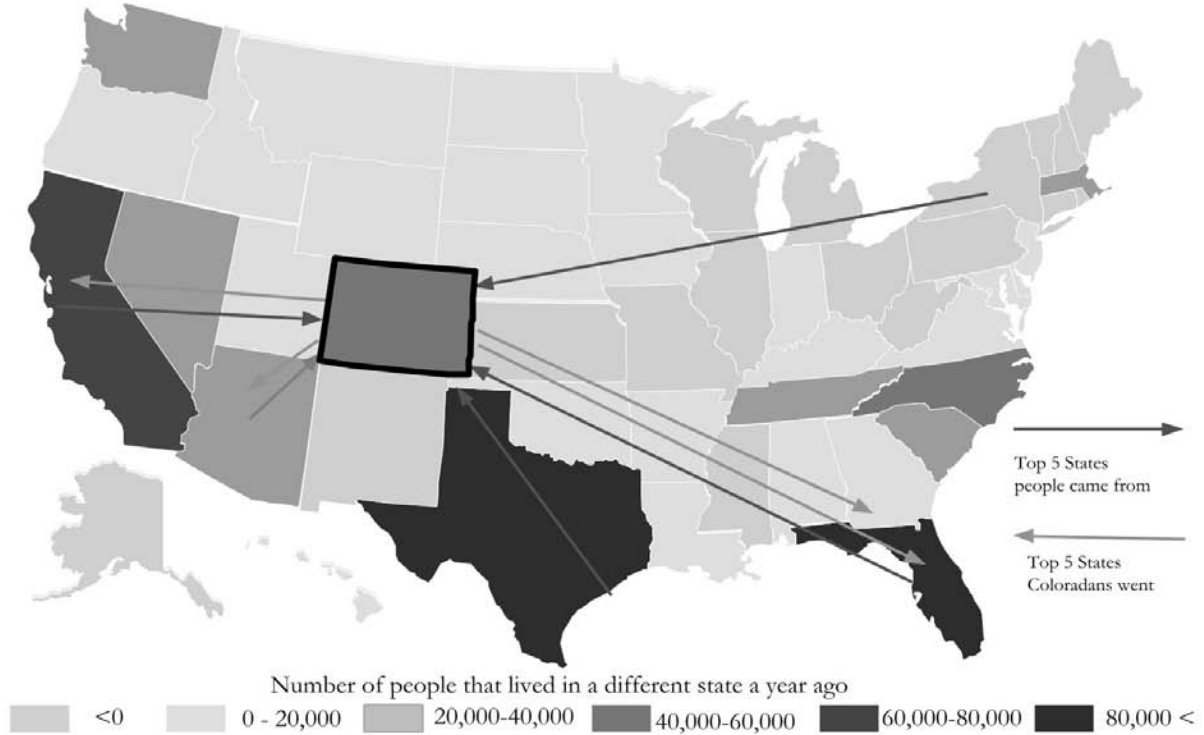 Top 5 States
people came from
Top 5 States
Coloradans went
Number of people that lived in a different state a year ago
<0 0 - 20,000 20,000-40,000 40,000-60,000 60,000-80,000 80,000 <